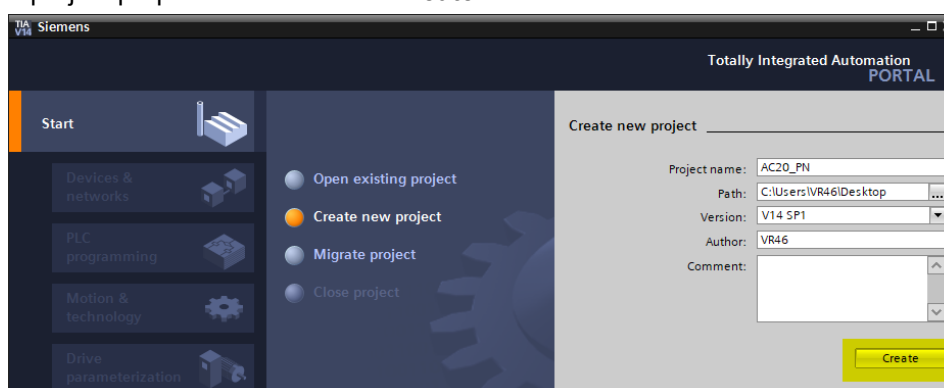 TIA V14 Siemens
Totally Integrated Automation
PORTAL
Start
Devices &
networks
PLC
programming
Motion &
technology
Drive
parameterization
Open existing project
Create new project
Migrate project
Close project
Create new project
Project name: AC20_PN
Path: C:\Users\VR46\Desktop ...
Version: V14 SP1
Author: VR46
Comment:
Create